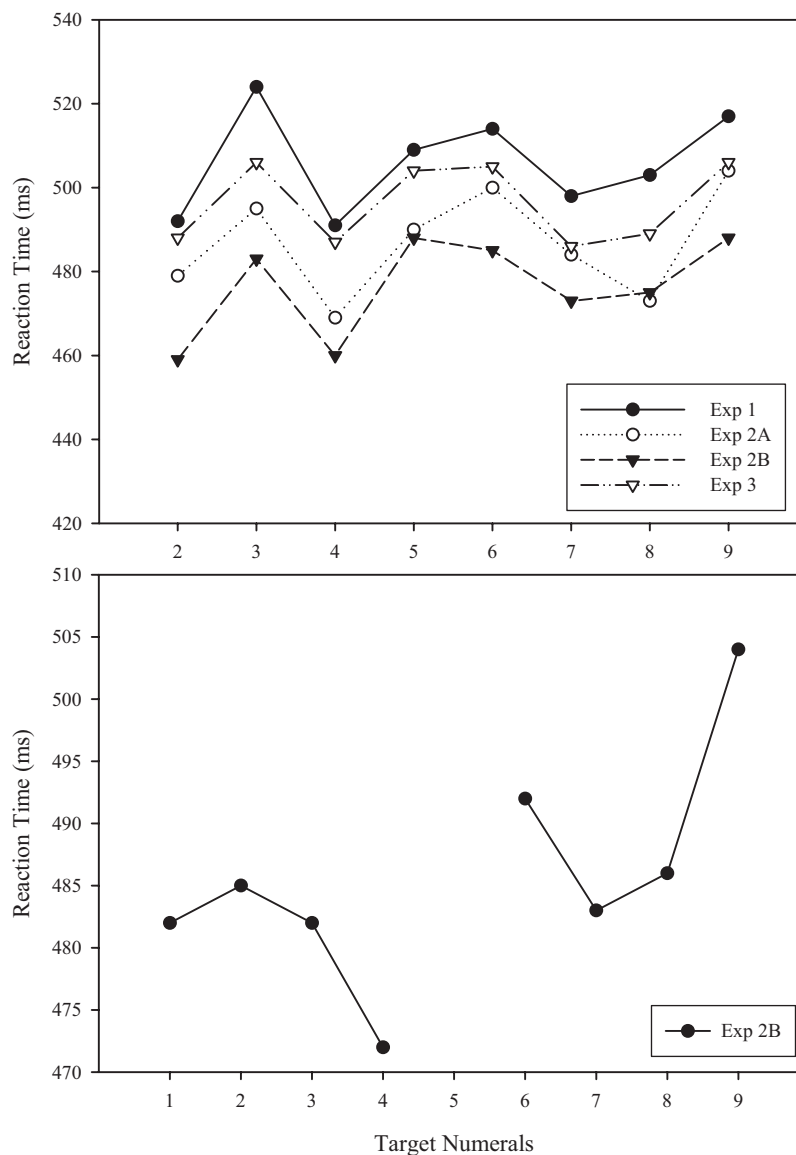 540
520
500
480
460
440
420
Reaction Time (ms)
Exp 1
Exp 2A
Exp 2B
Exp 3
2 3 4 5 6 7 8 9
510
505
500
495
490
485
480
475
470
Reaction Time (ms)
Exp 2B
1 2 3 4 5 6 7 8 9
Target Numerals